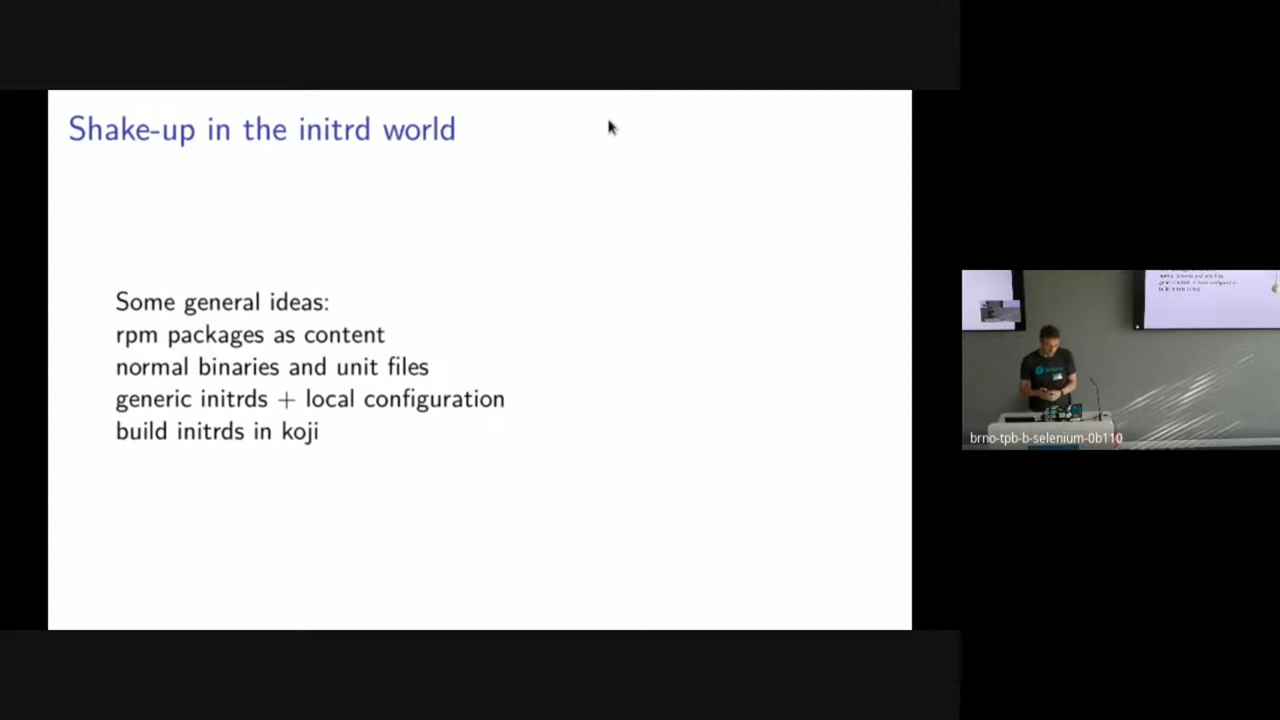 Shake-up in the initrd world
Some general ideas:
rpm packages as content
normal binaries and unit files
generic initrds + local configuration
build initrds in koji
brno-tpb-b-selenium-0b110